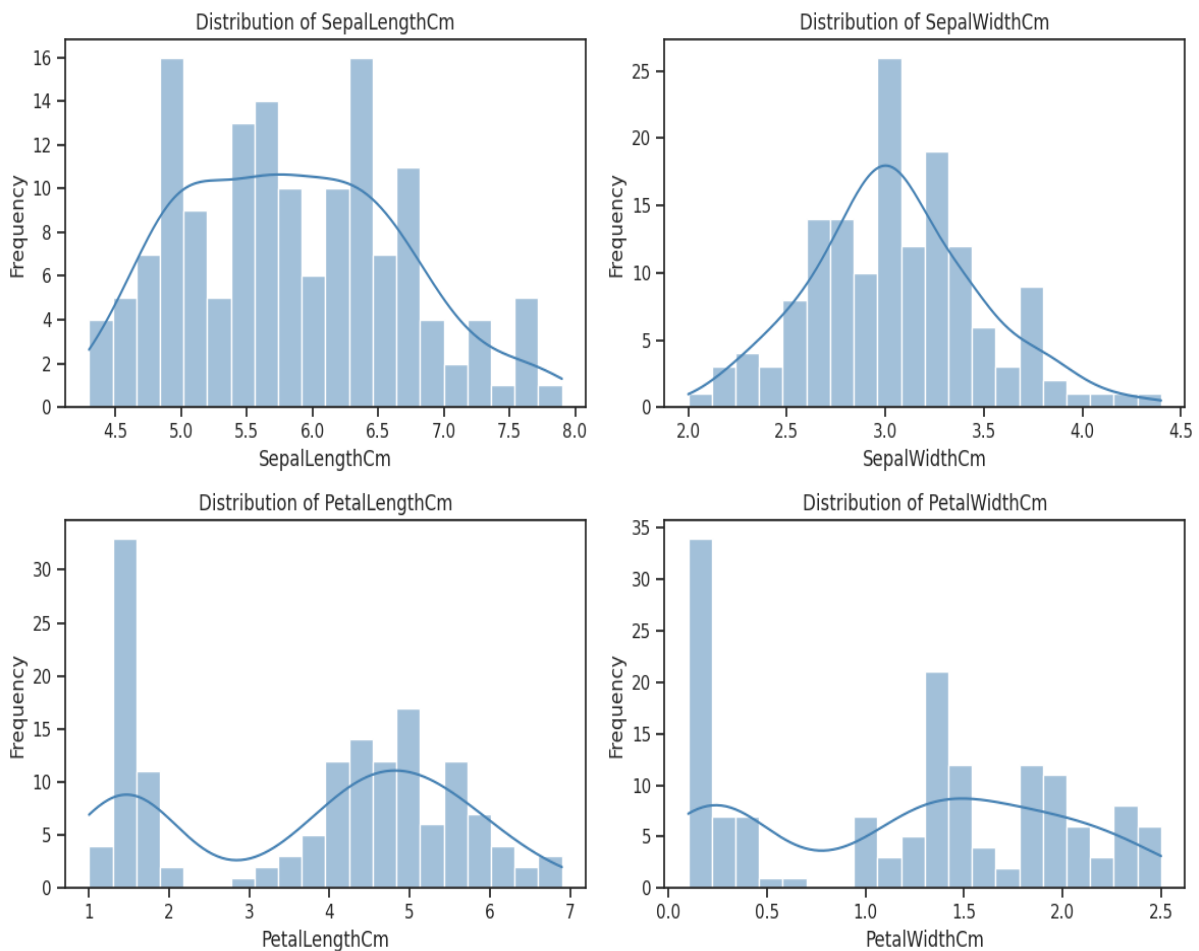 Distribution of SepalLengthCm
Distribution of SepalWidthCm
16
14
12
10
8
6
4
2
0
Frequency
4.5 5.0 5.5 6.0 6.5 7.0 7.5 8.0
SepalLengthCm
25
20
15
10
5
0
Frequency
2.0 2.5 3.0 3.5 4.0 4.5
SepalWidthCm
Distribution of PetalLengthCm
Distribution of PetalWidthCm
30
25
20
15
10
5
0
Frequency
1 2 3 4 5 6 7
PetalLengthCm
35
30
25
20
15
10
5
0
Frequency
0.0 0.5 1.0 1.5 2.0 2.5
PetalWidthCm